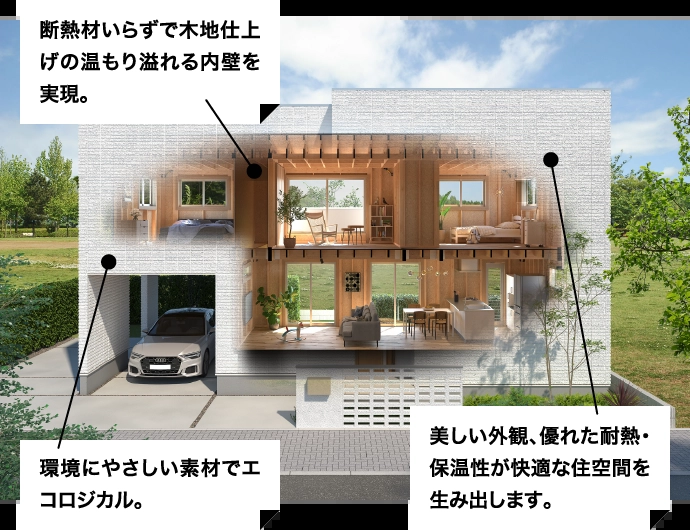 断熱材いらずで木地仕上
げの温もり溢れる内壁を
実現。
環境にやさしい素材でエ
コロジカル。
美しい外観、優れた耐熱・
保温性が快適な住空間を
生み出します。